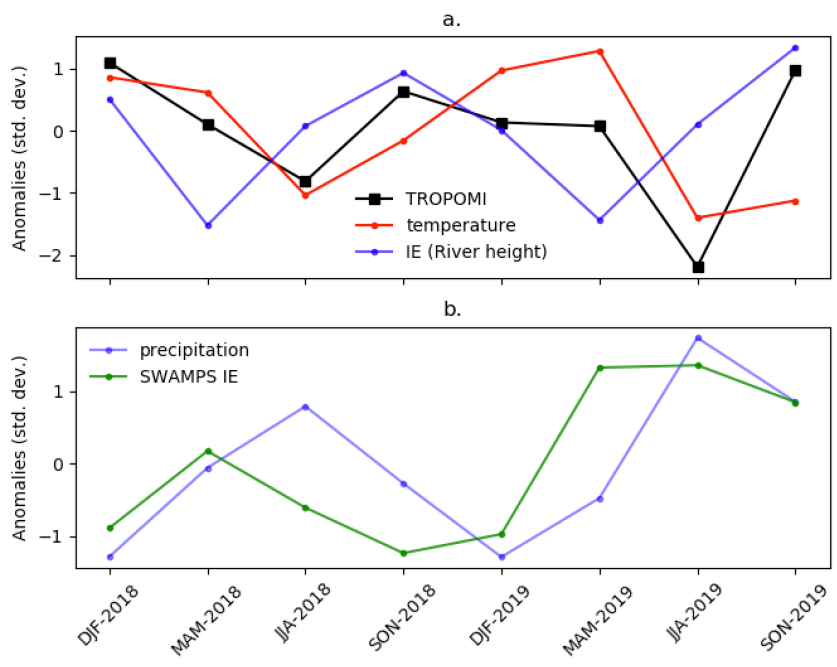 a.
Anomalies (std. dev.)
1
0
−1
−2
TROPOMI
temperature
IE (River height)
b.
Anomalies (std. dev.)
1
0
−1
precipitation
SWAMPS IE
DJF-2018
MAM-2018
JJA-2018
SON-2018
DJF-2019
MAM-2019
JJA-2019
SON-2019